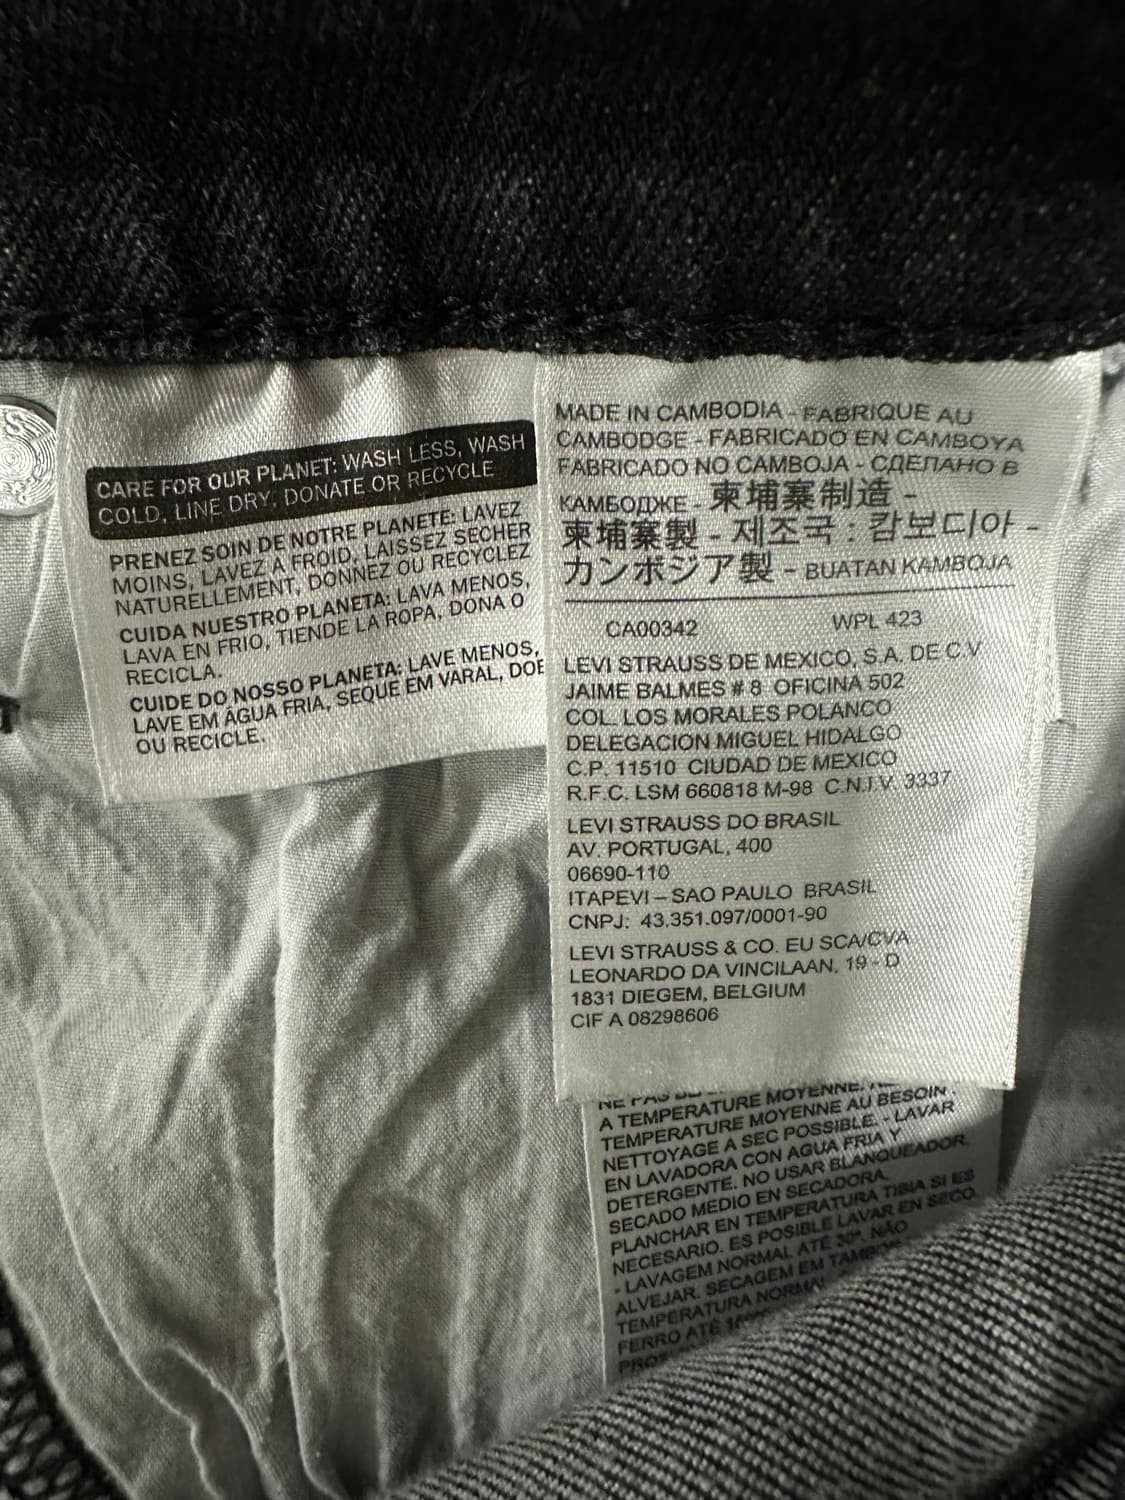 S
CARE FOR OUR PLANET: WASH LESS, WASH
COLD, LINE DRY, DONATE OR RECYCLE
PRENEZ SOIN DE NOTRE PLANETE: LAVEZ
MOINS, LAVEZ A FROID, LAISSEZ SECHER
NATURELLEMENT, DONNEZ OU RECYCLEZ
CUIDA NUESTRO PLANETA: LAVA MENOS,
LAVA EN FRIO, TIENDE LA ROPA, DONA O
RECICLA.
CUIDE DO NOSSO PLANETA: LAVE MENOS,
LAVE EM ÁGUA FRIA, SEQUE EM VARAL, DOE
OU RECICLE.
MADE IN CAMBODIA - FABRIQUE AU
CAMBODGE - FABRICADO EN CAMBOYA
FABRICADO NO CAMBOJA - СДЕЛАНО В
КАМБОДЖЕ - 柬埔寨制造 -
柬埔寨製 - 제조국 : 캄보디아 -
カンボジア製 - BUATAN KAMBOJA
CA00342 WPL 423
LEVI STRAUSS DE MEXICO, S.A. DE C.V
JAIME BALMES # 8 OFICINA 502
COL. LOS MORALES POLANCO
DELEGACION MIGUEL HIDALGO
C.P. 11510 CIUDAD DE MEXICO
R.F.C. LSM 660818 M-98 C.N.I.V. 3337
LEVI STRAUSS DO BRASIL
AV. PORTUGAL, 400
06690-110
ITAPEVI – SAO PAULO BRASIL
CNPJ: 43.351.097/0001-90
LEVI STRAUSS & CO. EU SCA/CVA
LEONARDO DA VINCILAAN, 19 - D
1831 DIEGEM, BELGIUM
CIF A 08298606
NE PAS
A TEMPERATURE MOYENNE.
TEMPERATURE MOYENNE AU BESOIN.
NETTOYAGE A SEC POSSIBLE. - LAVAR
EN LAVADORA CON AGUA FRIA Y
DETERGENTE. NO USAR BLANQUEADOR.
SECADO MEDIO EN SECADORA.
PLANCHAR EN TEMPERATURA TIBIA SI ES
NECESARIO. ES POSIBLE LAVAR EN SECO.
- LAVAGEM NORMAL ATÉ 30º. NÃO
ALVEJAR. SECAGEM EM
TEMPERATURA
FERRO ATÉ